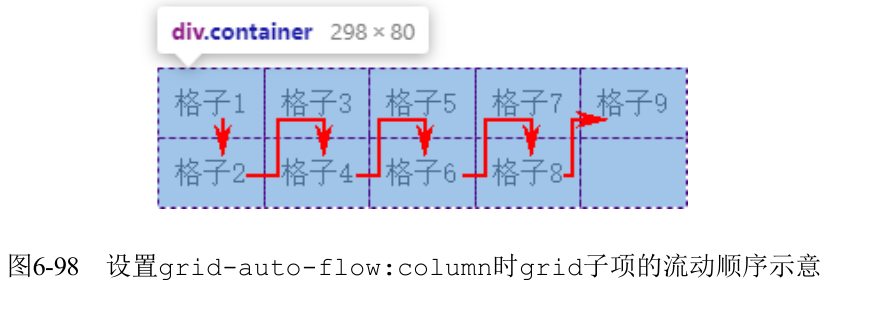 div.container 298 × 80
格子1 格子3 格子5 格子7 格子9
格子2 格子4 格子6 格子8
图6-98 设置grid-auto-flow:column时grid子项的流动顺序示意